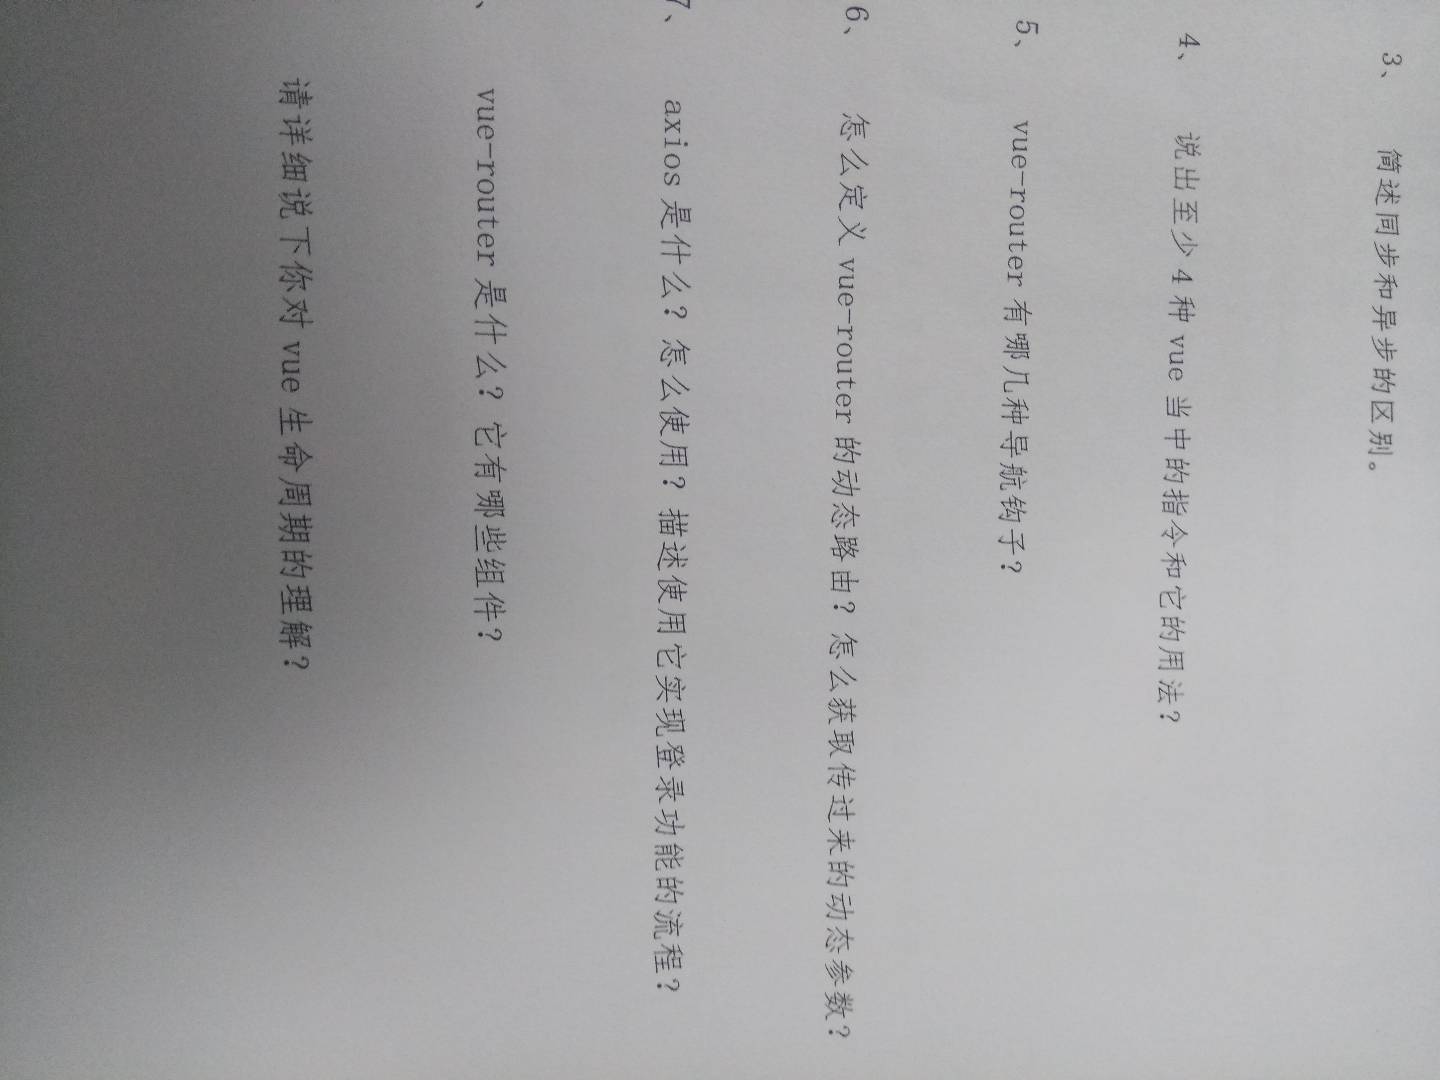 3、 简述同步和异步的区别。
4、 说出至少 4 种 vue 当中的指令和它的用法?
5、 vue-router 有哪几种导航钩子?
6、 怎么定义 vue-router 的动态路由? 怎么获取传过来的动态参数?
7、 axios 是什么? 怎么使用? 描述使用它实现登录功能的流程?
、 vue-router 是什么? 它有哪些组件?
请详细说下你对 vue 生命周期的理解?